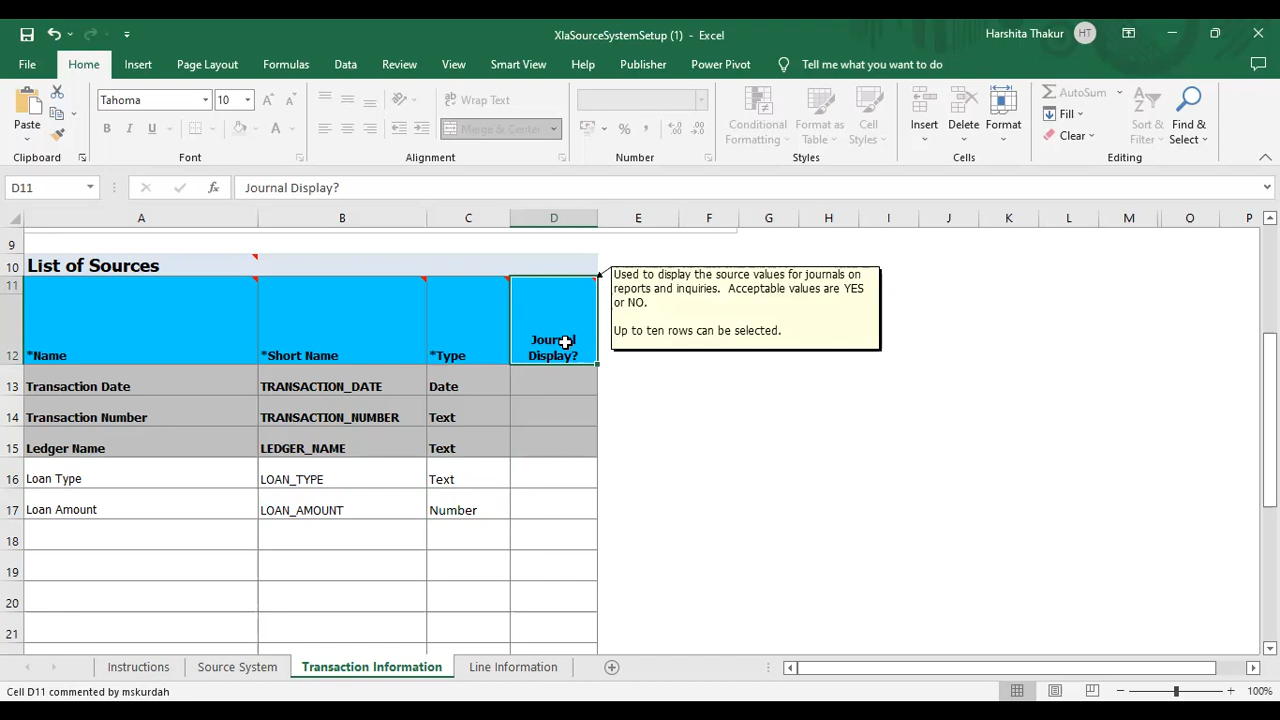 XlaSourceSystemSetup (1) - Excel
Harshita Thakur
HT
File
Home
Insert
Page Layout
Formulas
Data
Review
View
Smart View
Help
Publisher
Power Pivot
Tell me what you want to do
Paste
Clipboard
Tahoma
10
B I U
Font
ab
Wrap Text
Merge & Center
Alignment
%
Number
Conditional Formatting
Format as Table
Cell Styles
Styles
Insert
Delete
Format
Cells
AutoSum
Fill
Clear
Sort & Filter
Find & Select
Editing
D11
fx
Journal Display?
A B C D E F G H I J K L M O P
9
10 List of Sources
11
12 *Name *Short Name *Type Journal Display?
Used to display the source values for journals on
reports and inquiries. Acceptable values are YES
or NO.
Up to ten rows can be selected.
13 Transaction Date TRANSACTION_DATE Date
14 Transaction Number TRANSACTION_NUMBER Text
15 Ledger Name LEDGER_NAME Text
16 Loan Type LOAN_TYPE Text
17 Loan Amount LOAN_AMOUNT Number
18
19
20
21
Instructions
Source System
Transaction Information
Line Information
Cell D11 commented by mskurdah
100%